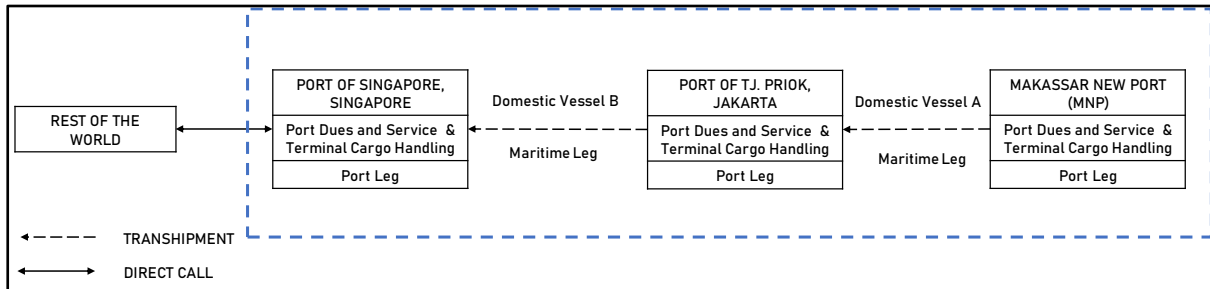 REST OF THE
WORLD
PORT OF SINGAPORE,
SINGAPORE
Port Dues and Service &
Terminal Cargo Handling
Port Leg
Domestic Vessel B
Maritime Leg
PORT OF TJ. PRIOK,
JAKARTA
Port Dues and Service &
Terminal Cargo Handling
Port Leg
Domestic Vessel A
Maritime Leg
MAKASSAR NEW PORT
(MNP)
Port Dues and Service &
Terminal Cargo Handling
Port Leg
TRANSHIPMENT
DIRECT CALL